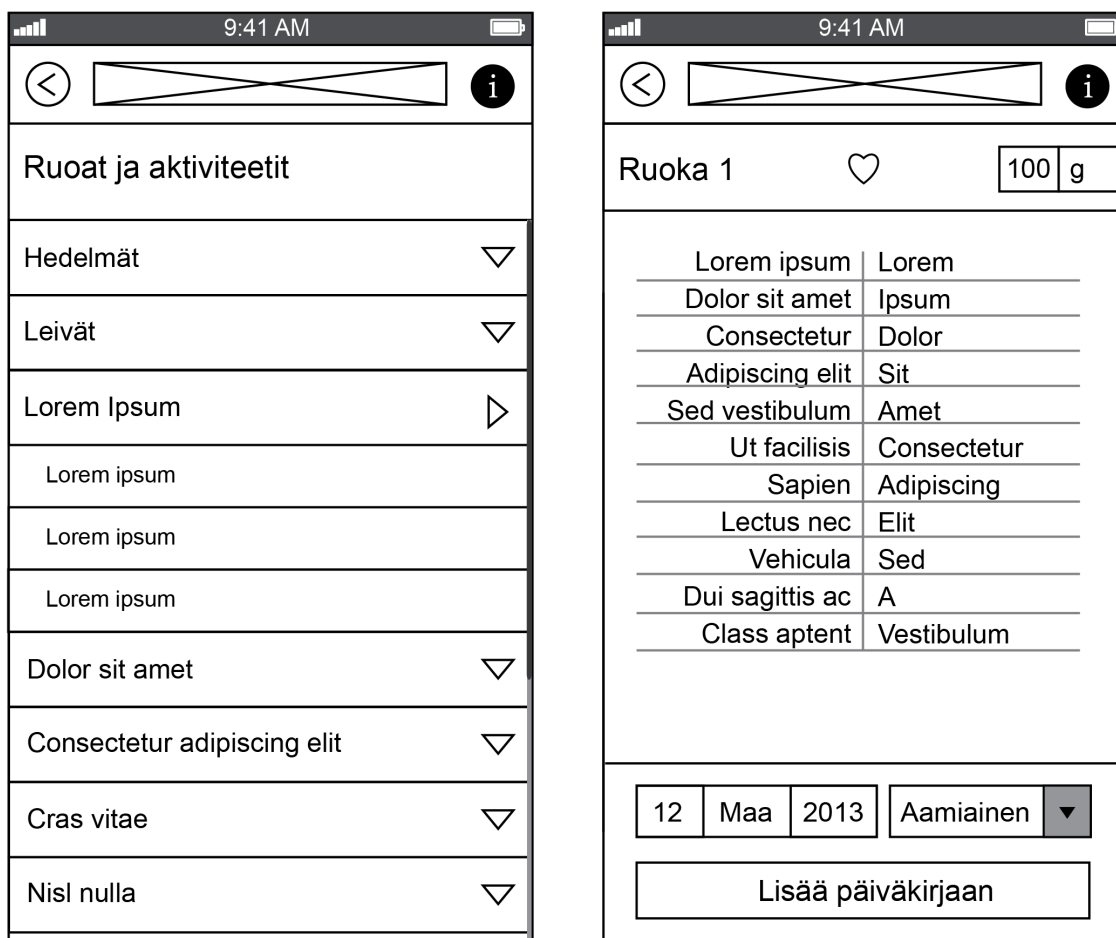 9:41 AM
i
Ruoat ja aktiviteetit
Hedelmät
Leivät
Lorem Ipsum
Lorem ipsum
Lorem ipsum
Lorem ipsum
Dolor sit amet
Consectetur adipiscing elit
Cras vitae
Nisl nulla
9:41 AM
i
Ruoka 1 100 g
Lorem ipsum Lorem
Dolor sit amet Ipsum
Consectetur Dolor
Adipiscing elit Sit
Sed vestibulum Amet
Ut facilisis Consectetur
Sapien Adipiscing
Lectus nec Elit
Vehicula Sed
Dui sagittis ac A
Class aptent Vestibulum
12 Maa 2013 Aamiainen
Lisää päiväkirjaan